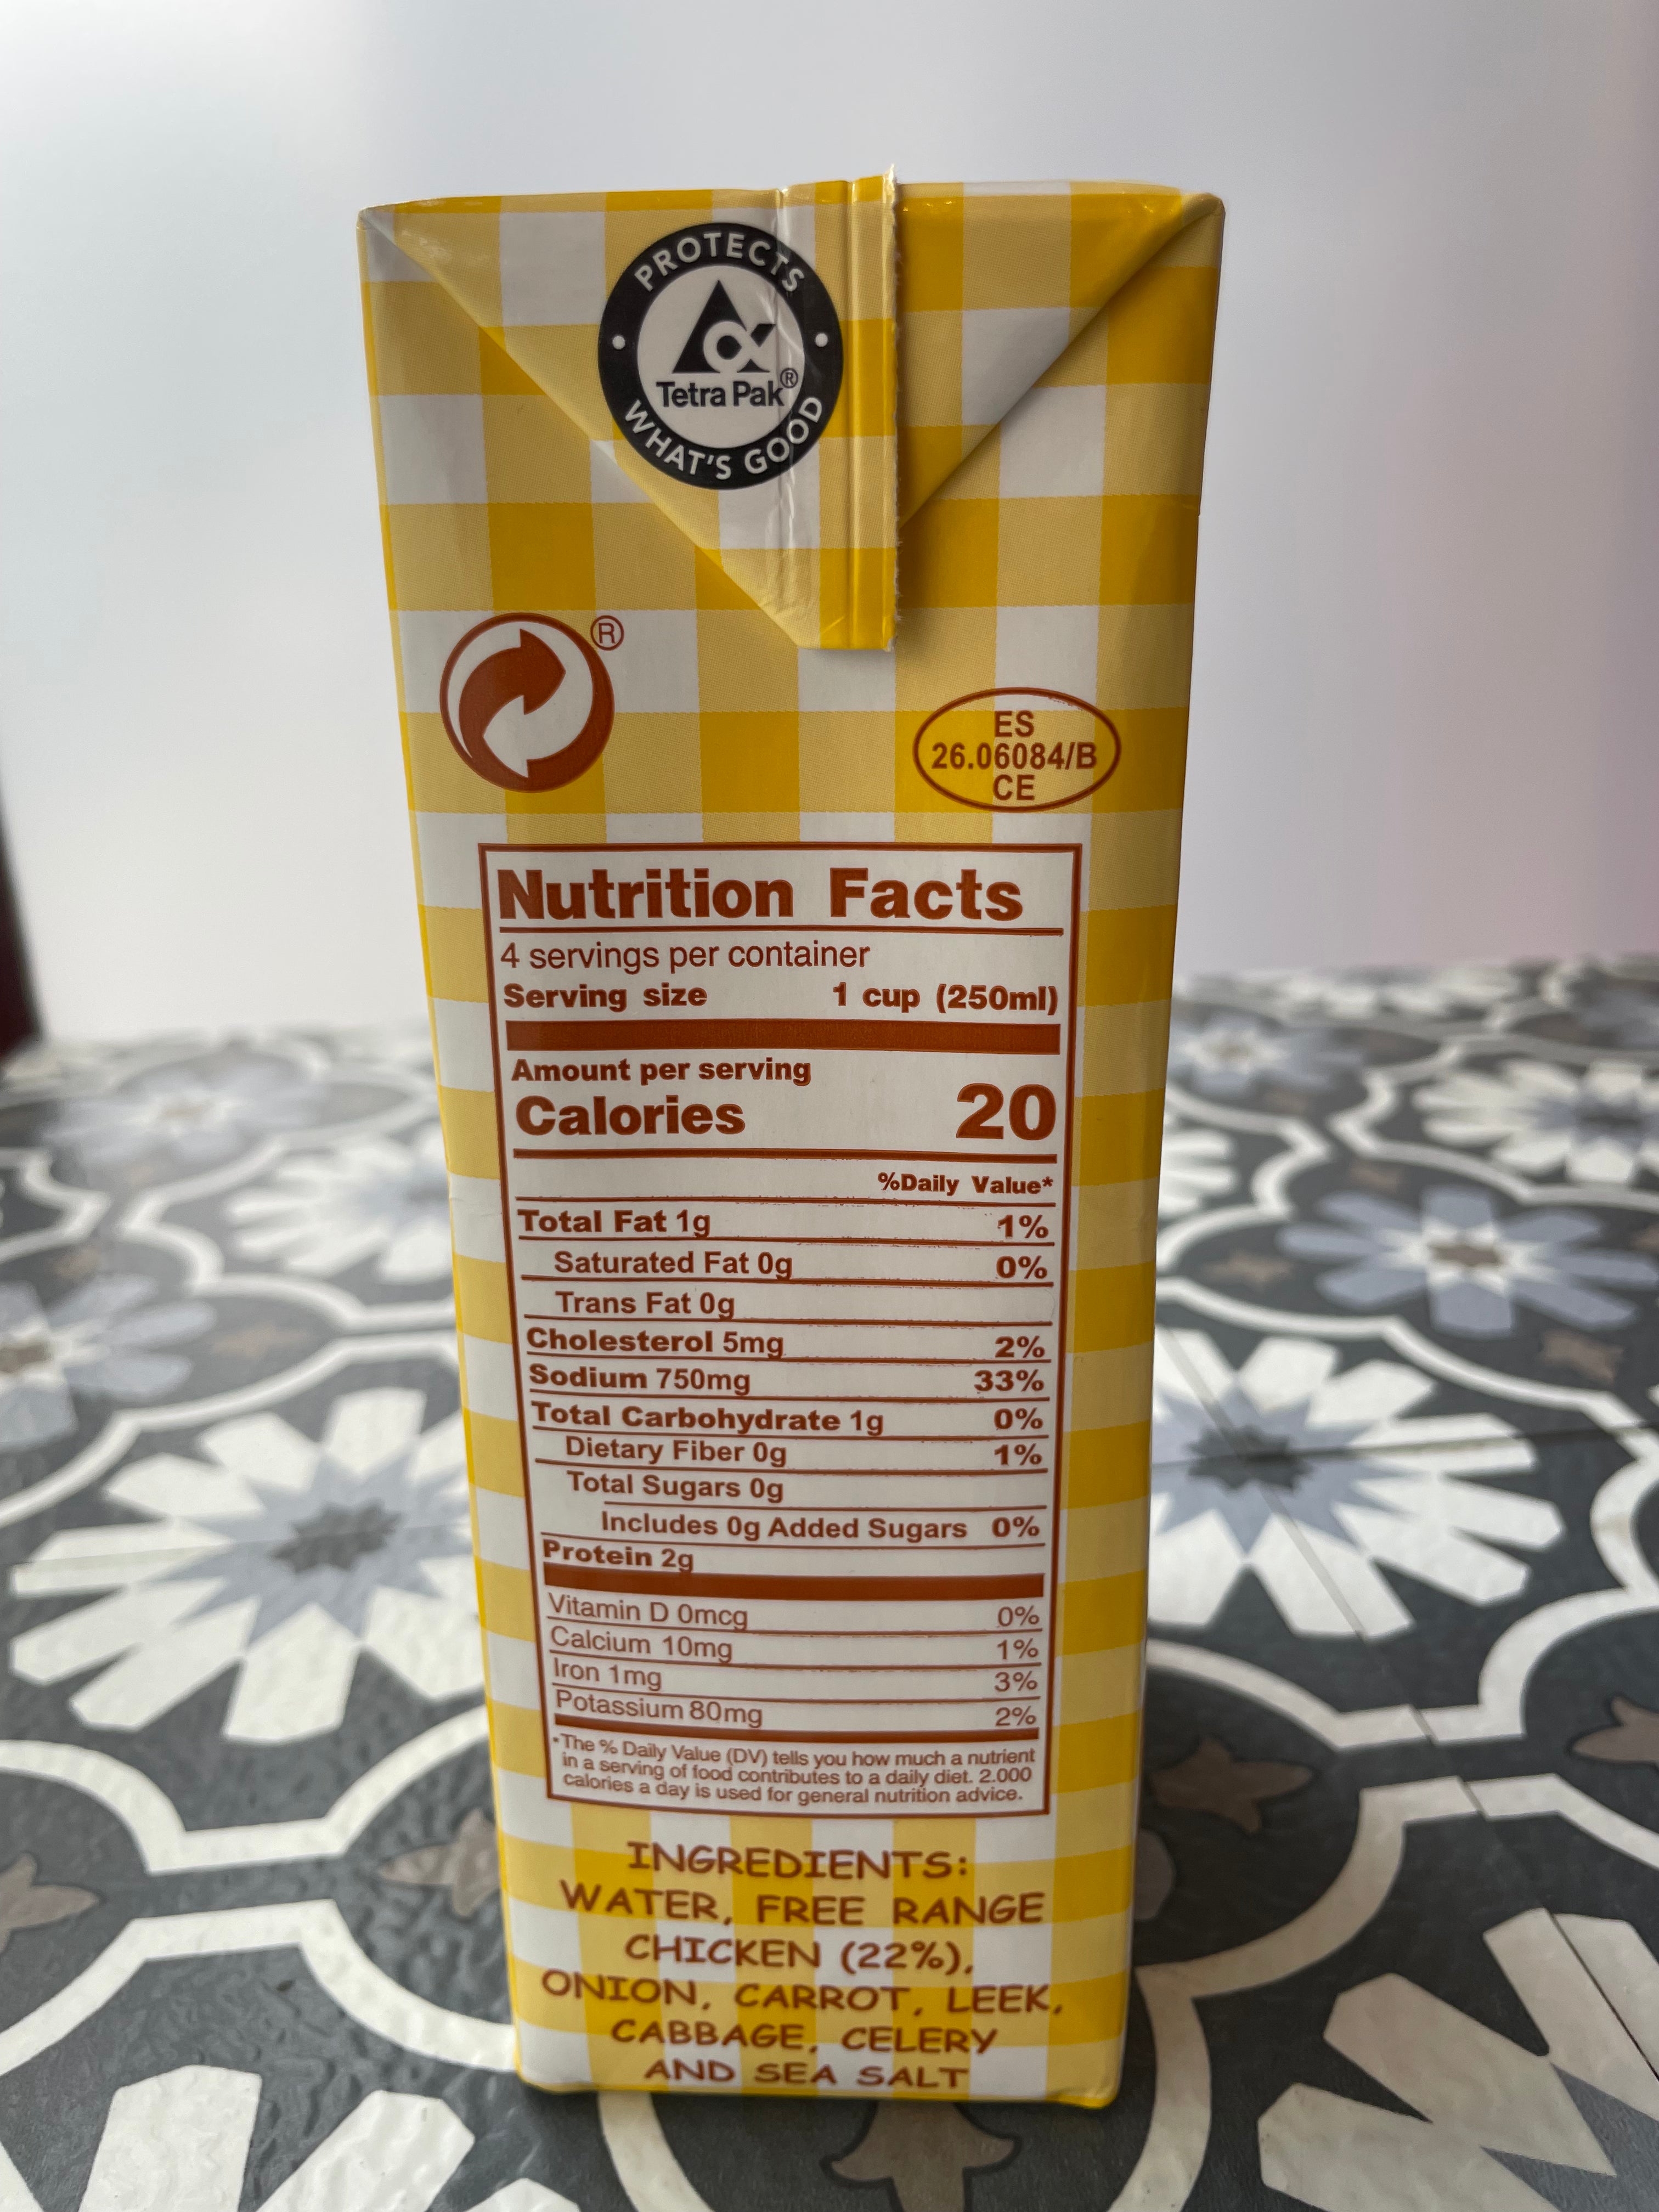 PROTECTS
Tetra Pak®
WHAT'S GOOD
®
ES
26.06084/B
CE
Nutrition Facts
4 servings per container
Serving size 1 cup (250ml)
Amount per serving
Calories 20
%Daily Value*
Total Fat 1g 1%
Saturated Fat 0g 0%
Trans Fat 0g
Cholesterol 5mg 2%
Sodium 750mg 33%
Total Carbohydrate 1g 0%
Dietary Fiber 0g 1%
Total Sugars 0g
Includes 0g Added Sugars 0%
Protein 2g
Vitamin D 0mcg 0%
Calcium 10mg 1%
Iron 1mg 3%
Potassium 80mg 2%
*The % Daily Value (DV) tells you how much a nutrient
in a serving of food contributes to a daily diet. 2.000
calories a day is used for general nutrition advice.
INGREDIENTS:
WATER, FREE RANGE
CHICKEN (22%),
ONION, CARROT, LEEK,
CABBAGE, CELERY
AND SEA SALT